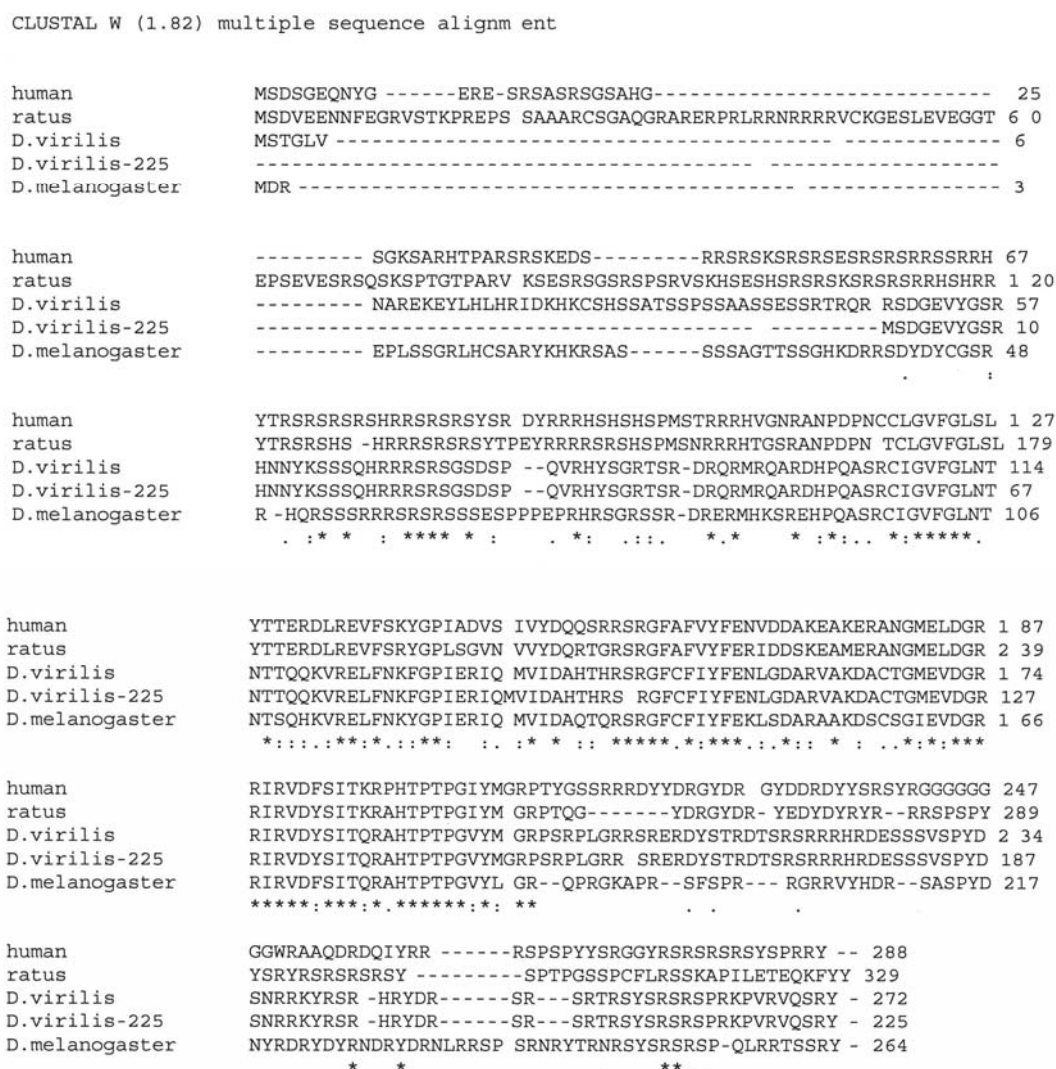 CLUSTAL W (1.82) multiple sequence alignm ent
human MSDSGEQNYG ------ERE-SRSASRSGSAHG---------------------------- 25
ratus MSDVEENNFEGRVSTKPREPS SAAARCSGAQGRARERPRLRRNRRRRVCKGESLEVEGGT 6 0
D.virilis MSTGLV ----------------------------------------- ------------- 6
D.virilis-225 ----------------------------------------- --------------------
D.melanogaster MDR ----------------------------------------- ---------------- 3
human --------- SGKSARHTPARSRSKEDS---------RRSRSKSRSRSESRSRSRRSSRRH 67
ratus EPSEVESRSQSKSPTGTPARV KSESRSGSRSPSRVSKHSESHSRSRSKSRSRSRRHSHRR 1 20
D.virilis --------- NAREKEYLHLHRIDKHKCSHSSATSSPSSAASSESSRTRQR RSDGEVYGSR 57
D.virilis-225 ----------------------------------------- ---------MSDGEVYGSR 10
D.melanogaster --------- EPLSSGRLHCSARYKHKRSAS------SSSAGTTSSGHKDRRSDYDYCGSR 48
. :
human YTRSRSRSRSHRRSRSRSYSR DYRRRHSHSHSPMSTRRRHVGNRANPDPNCCLGVFGLSL 1 27
ratus YTRSRSHS -HRRRSRSRSYTPEYRRRRSRSHSPMSNRRRHTGSRANPDPN TCLGVFGLSL 179
D.virilis HNNYKSSSQHRRRSRSGSDSP --QVRHYSGRTSR-DRQRMRQARDHPQASRCIGVFGLNT 114
D.virilis-225 HNNYKSSSQHRRRSRSGSDSP --QVRHYSGRTSR-DRQRMRQARDHPQASRCIGVFGLNT 67
D.melanogaster R -HQRSSSRRRSRSRSSSESPPPEPRHRSGRSSR-DRERMHKSREHPQASRCIGVFGLNT 106
. :* * : **** * : . *: .::. *.* * :*:.. *:*****.
human YTTERDLREVFSKYGPIADVS IVYDQQSRRSRGFAFVYFENVDDAKEAKERANGMELDGR 1 87
ratus YTTERDLREVFSRYGPLSGVN VVYDQRTGRSRGFAFVYFERIDDSKEAMERANGMELDGR 2 39
D.virilis NTTQQKVRELFNKFGPIERIQ MVIDAHTHRSRGFCFIYFENLGDARVAKDACTGMEVDGR 1 74
D.virilis-225 NTTQQKVRELFNKFGPIERIQMVIDAHTHRS RGFCFIYFENLGDARVAKDACTGMEVDGR 127
D.melanogaster NTSQHKVRELFNKYGPIERIQ MVIDAQTQRSRGFCFIYFEKLSDARAAKDSCSGIEVDGR 1 66
*:::.:**:*.::**: :. :* * :: *****.*:***.:.*:: * : ..*:*:***
human RIRVDFSITKRPHTPTPGIYMGRPTYGSSRRRDYYDRGYDR GYDDRDYYSRSYRGGGGGG 247
ratus RIRVDYSITKRAHTPTPGIYM GRPTQG-------YDRGYDR-YEDYDYRYR--RRSPSPY 289
D.virilis RIRVDYSITQRAHTPTPGVYM GRPSRPLGRRSRERDYSTRDTSRSRRRHRDESSSVSPYD 2 34
D.virilis-225 RIRVDYSITQRAHTPTPGVYMGRPSRPLGRR SRERDYSTRDTSRSRRRHRDESSSVSPYD 187
D.melanogaster RIRVDFSITQRAHTPTPGVYL GR--QPRGKAPR--SFSPR--- RGRRVYHDR--SASPYD 217
*****:***:*.******:*: ** . . .
human GGWRAAQDRDQIYRR ------RSPSPYYSRGGYRSRSRSRSYSPRRY -- 288
ratus YSRYRSRSRSRSY ---------SPTPGSSPCFLRSSKAPILETEQKFYY 329
D.virilis SNRRKYRSR -HRYDR------SR---SRTRSYSRSRSPRKPVRVQSRY - 272
D.virilis-225 SNRRKYRSR -HRYDR------SR---SRTRSYSRSRSPRKPVRVQSRY - 225
D.melanogaster NYRDRYDYRNDRYDRNLRRSP SRNRYTRNRSYSRSRSP-QLRRTSSRY - 264
* * **